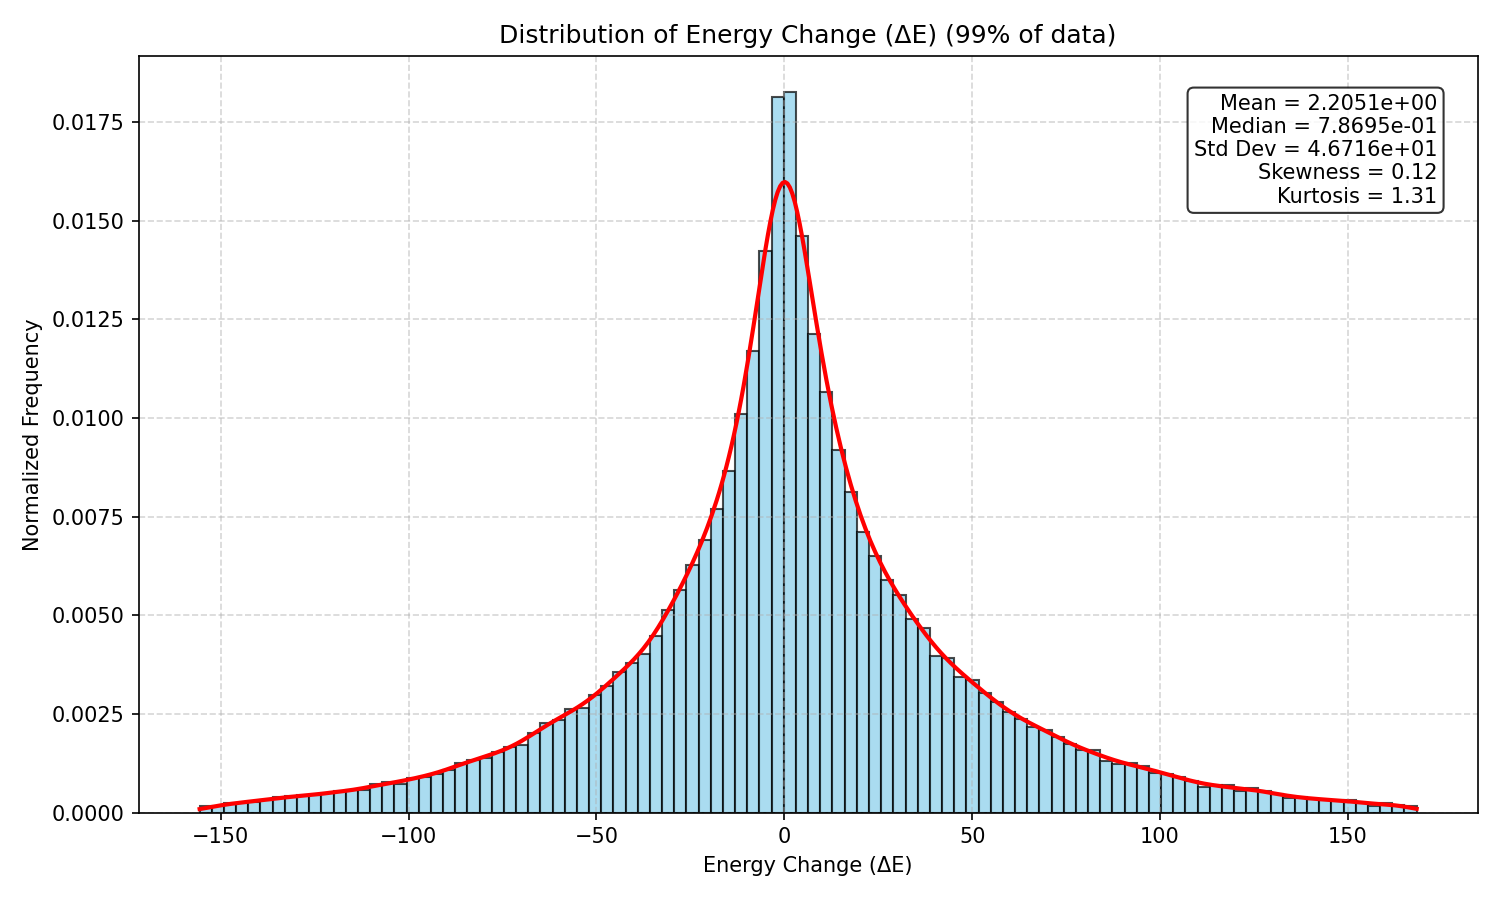 Distribution of Energy Change (ΔE) (99% of data)
Mean = 2.2051e+00
Median = 7.8695e-01
Std Dev = 4.6716e+01
Skewness = 0.12
Kurtosis = 1.31
Normalized Frequency
0.0175
0.0150
0.0125
0.0100
0.0075
0.0050
0.0025
0.0000
−150
−100
−50
0
50
100
150
Energy Change (ΔE)